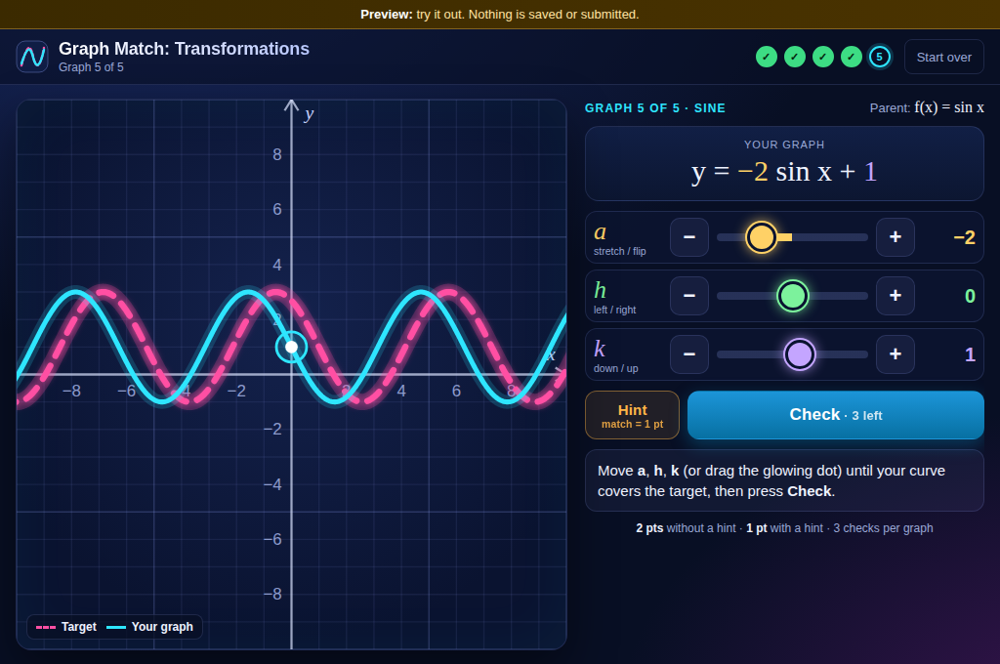 Preview: try it out. Nothing is saved or submitted.
Graph Match: Transformations
Graph 5 of 5
✓ ✓ ✓ ✓ 5
Start over
y
8
6
4
2
x
−8 −6 −4 −2 2 4 6 8
−2
−4
−6
−8
Target Your graph
GRAPH 5 OF 5 · SINE
Parent: f(x) = sin x
YOUR GRAPH
y = −2 sin x + 1
a
stretch / flip
− + −2
h
left / right
− + 0
k
down / up
− + 1
Hint
match = 1 pt
Check · 3 left
Move a, h, k (or drag the glowing dot) until your curve
covers the target, then press Check.
2 pts without a hint · 1 pt with a hint · 3 checks per graph